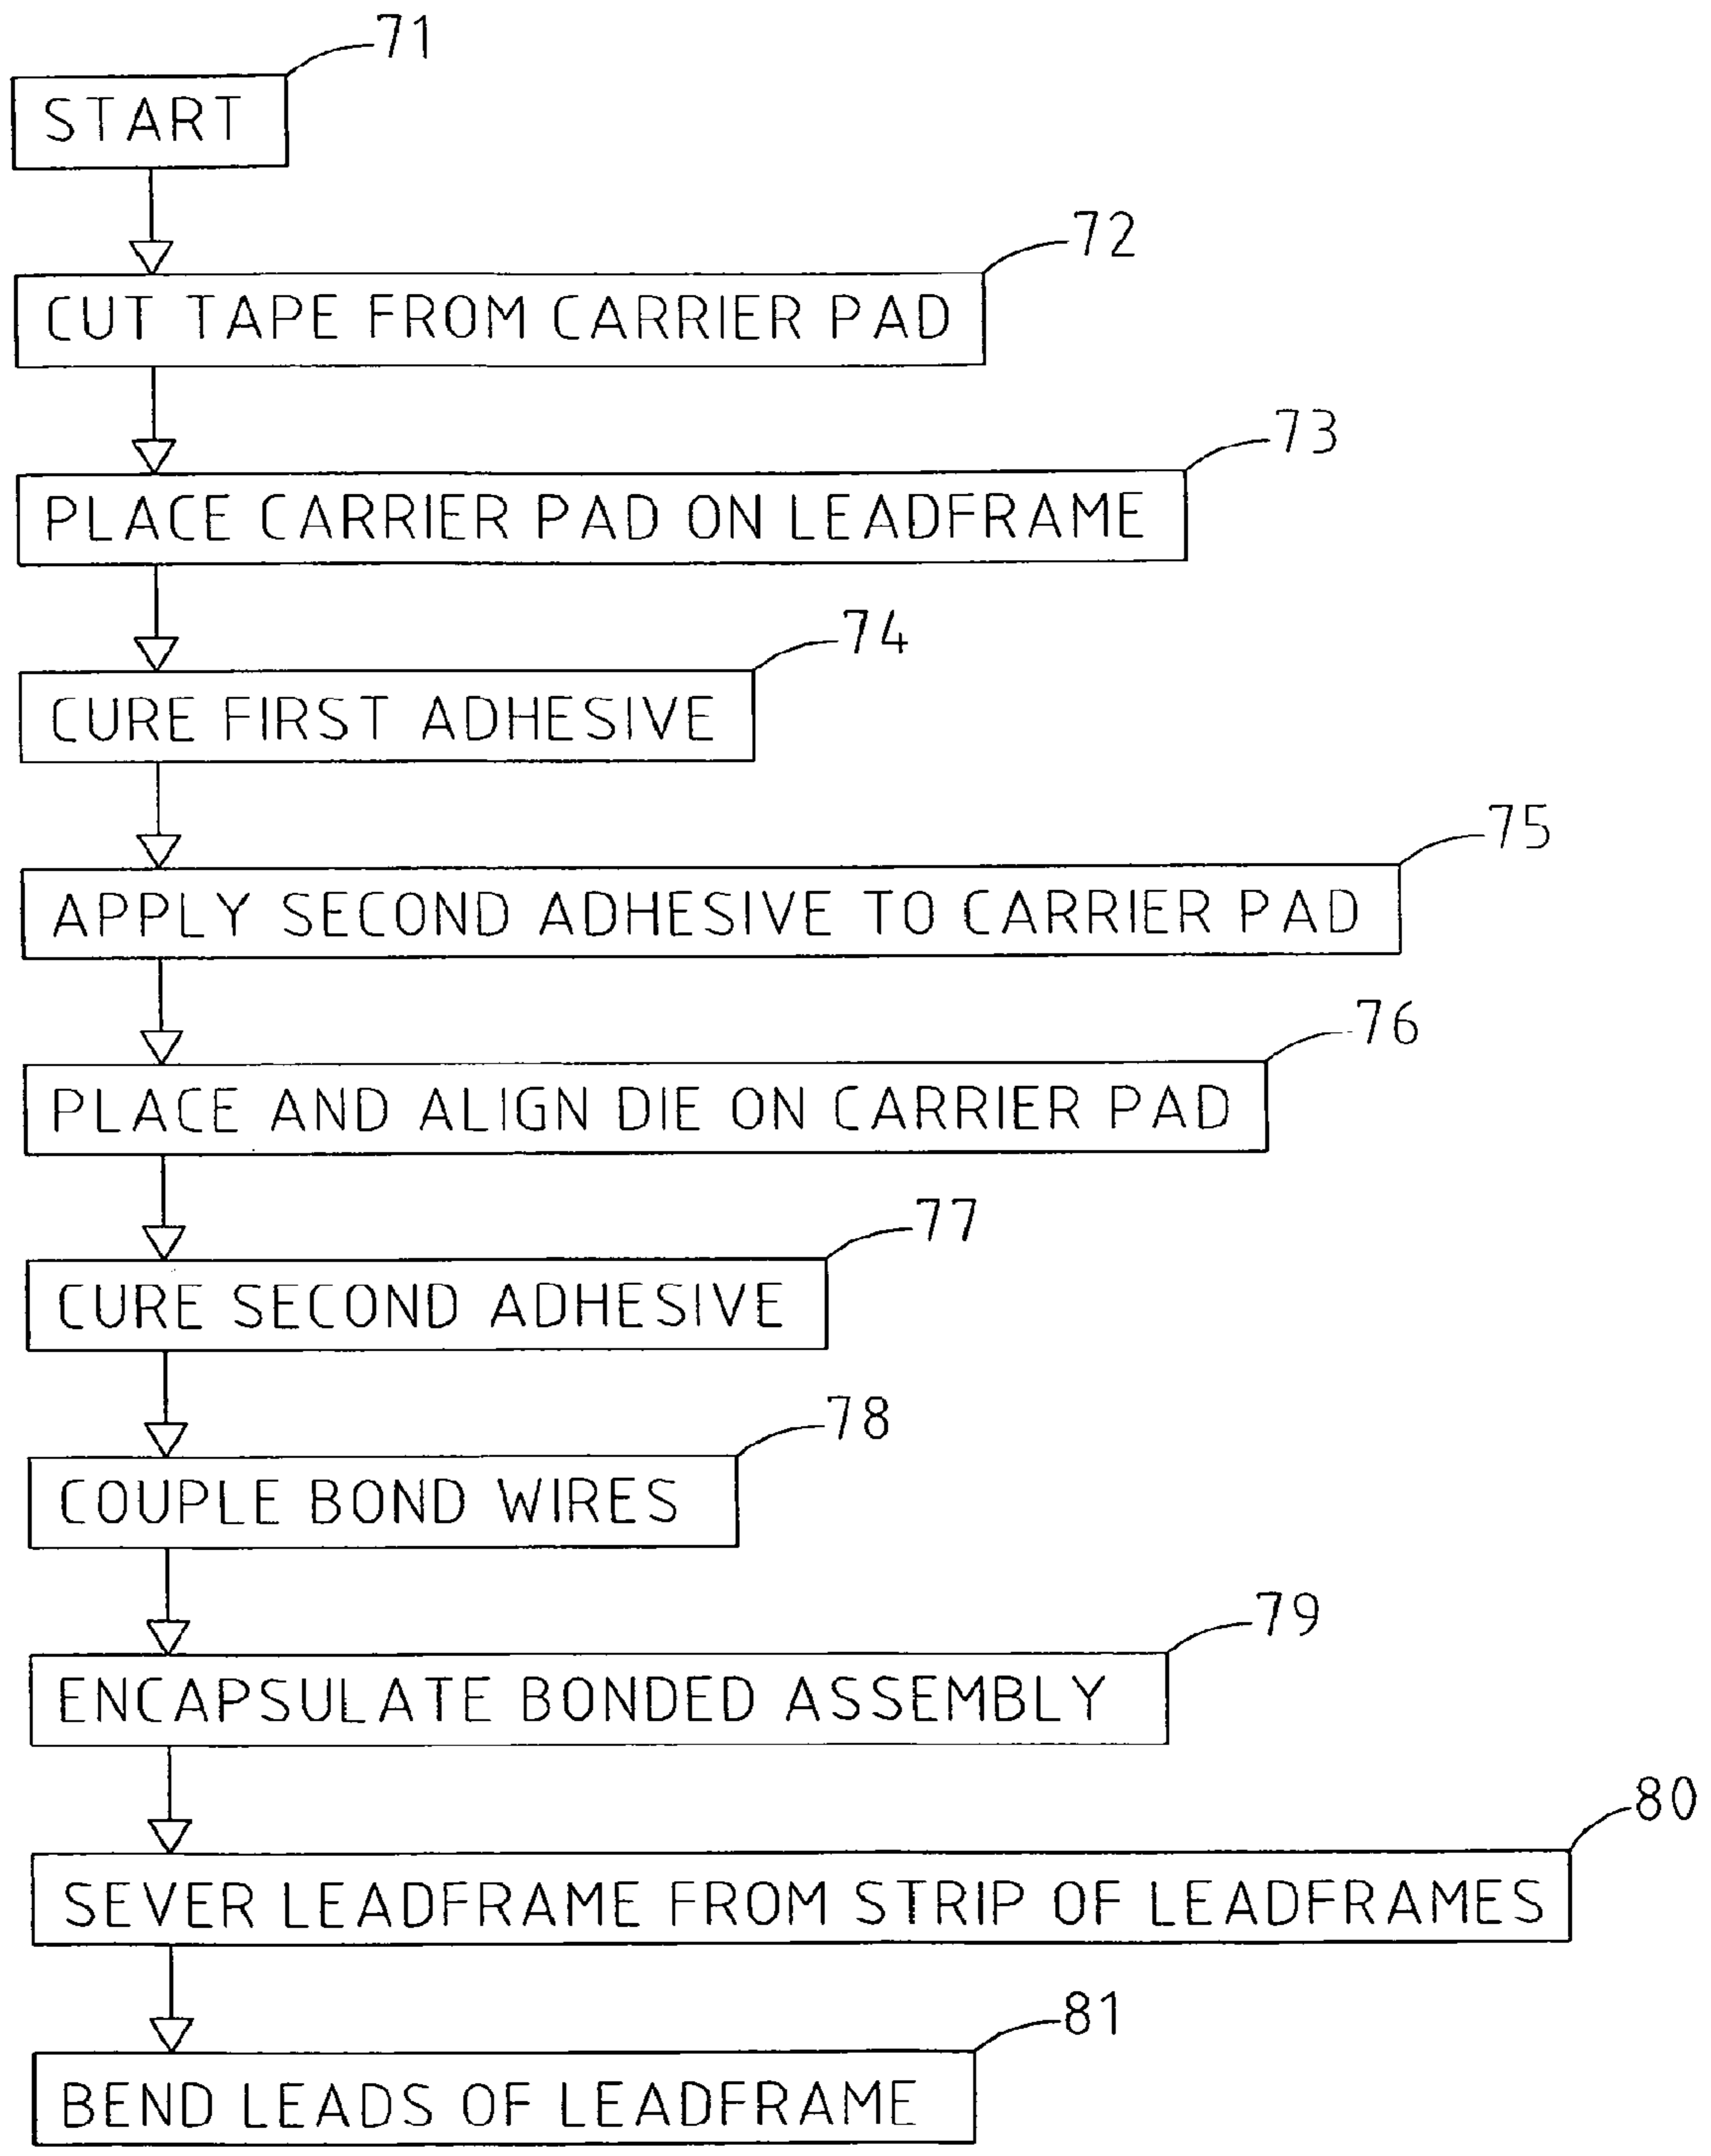 71
START
72
CUT TAPE FROM CARRIER PAD
73
PLACE CARRIER PAD ON LEADFRAME
74
CURE FIRST ADHESIVE
75
APPLY SECOND ADHESIVE TO CARRIER PAD
76
PLACE AND ALIGN DIE ON CARRIER PAD
77
CURE SECOND ADHESIVE
78
COUPLE BOND WIRES
79
ENCAPSULATE BONDED ASSEMBLY
80
SEVER LEADFRAME FROM STRIP OF LEADFRAMES
81
BEND LEADS OF LEADFRAME